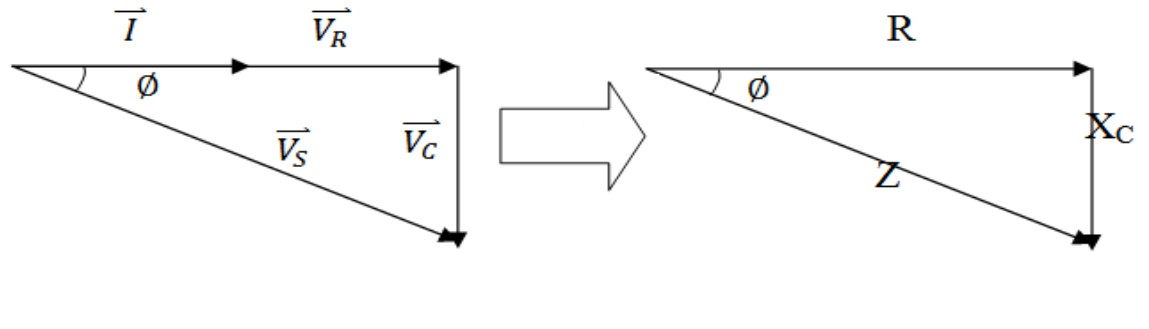 I⃗ V_R⃗ R
∅ ∅
V_S⃗ V_C⃗ X_C
Z